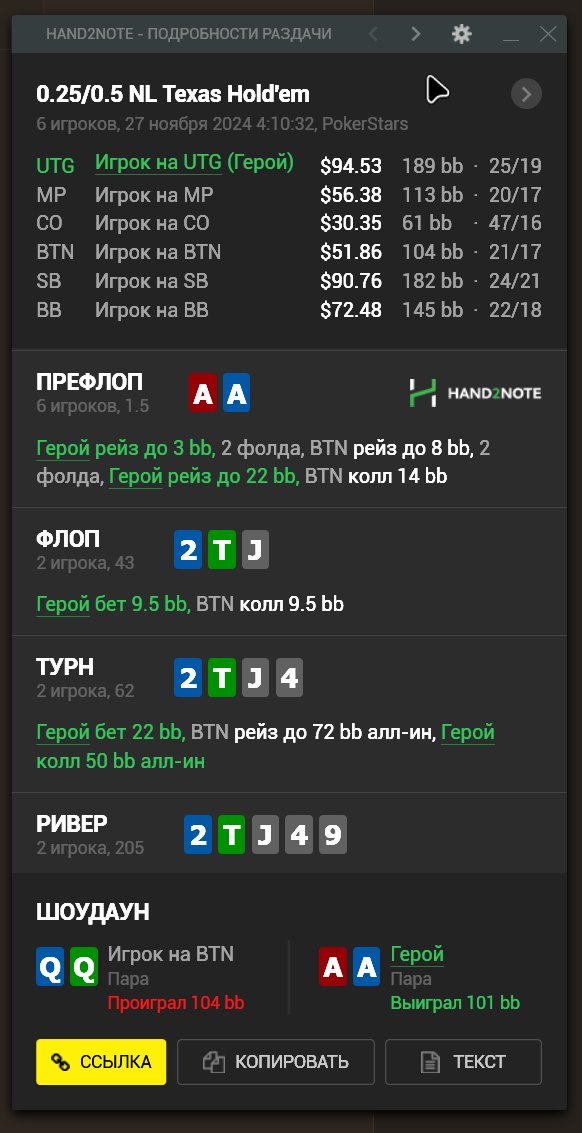 HAND2NOTE - ПОДРОБНОСТИ РАЗДАЧИ
0.25/0.5 NL Texas Hold'em
6 игроков, 27 ноября 2024 4:10:32, PokerStars
UTG Игрок на UTG (Герой) $94.53 189 bb · 25/19
MP Игрок на MP $56.38 113 bb · 20/17
CO Игрок на CO $30.35 61 bb · 47/16
BTN Игрок на BTN $51.86 104 bb · 21/17
SB Игрок на SB $90.76 182 bb · 24/21
BB Игрок на BB $72.48 145 bb · 22/18
ПРЕФЛОП A A HAND2NOTE
6 игроков, 1.5
Герой рейз до 3 bb, 2 фолда, BTN рейз до 8 bb, 2
фолда, Герой рейз до 22 bb, BTN колл 14 bb
ФЛОП 2 T J
2 игрока, 43
Герой бет 9.5 bb, BTN колл 9.5 bb
ТУРН 2 T J 4
2 игрока, 62
Герой бет 22 bb, BTN рейз до 72 bb алл-ин, Герой
колл 50 bb алл-ин
РИВЕР 2 T J 4 9
2 игрока, 205
ШОУДАУН
Q Q Игрок на BTN A A Герой
Пара Пара
Проиграл 104 bb Выиграл 101 bb
ССЫЛКА КОПИРОВАТЬ ТЕКСТ